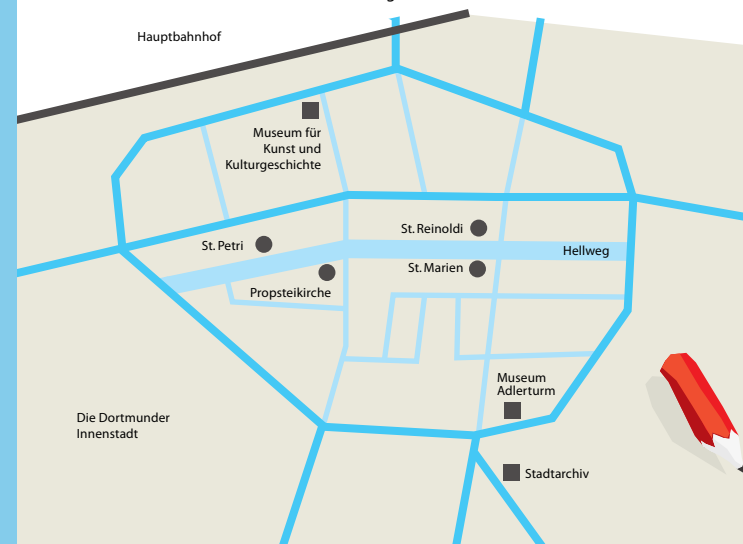 Hauptbahnhof
Museum für
Kunst und
Kulturgeschichte
St. Reinoldi
St. Petri
Hellweg
St. Marien
Propsteikirche
Museum
Adlerturm
Die Dortmunder
Innenstadt
Stadtarchiv